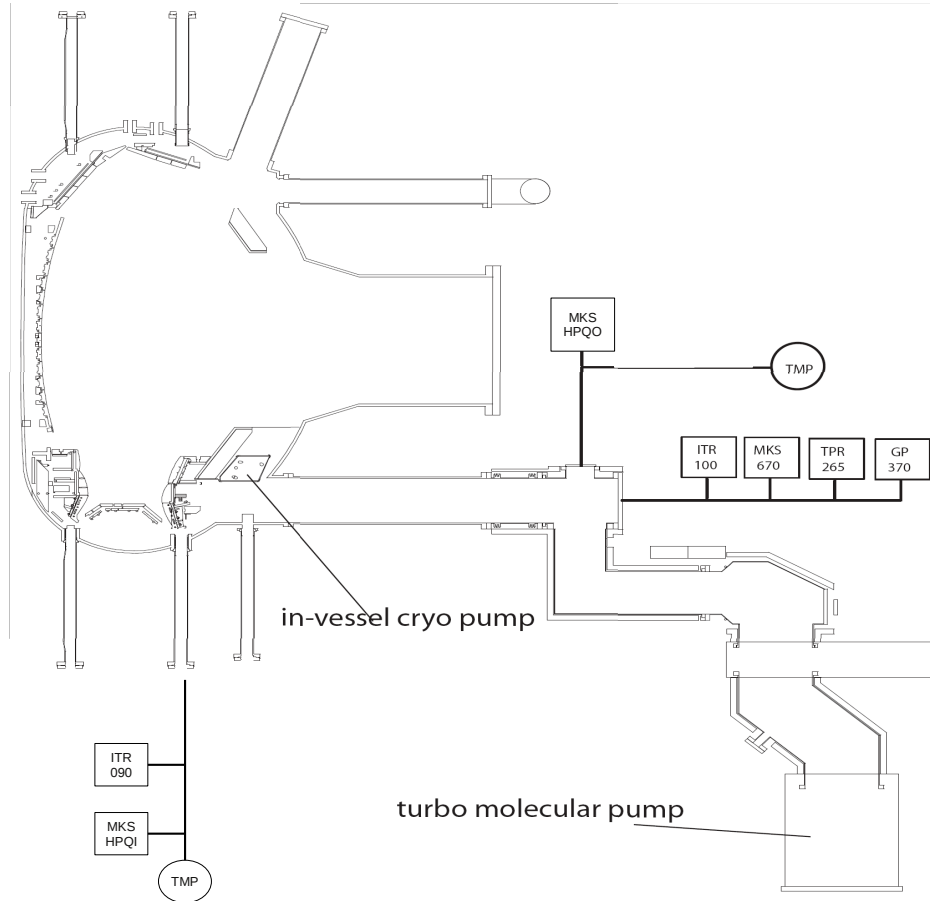 MKS
HPQO
TMP
ITR
100
MKS
670
TPR
265
GP
370
in-vessel cryo pump
ITR
090
turbo molecular pump
MKS
HPQI
TMP